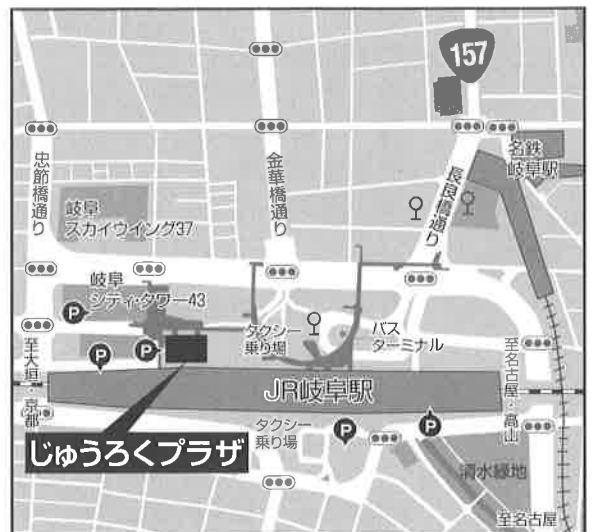 157
名鉄
岐阜駅
忠節橋通り
金華橋通り
長良橋通り
岐阜
スカイウイング37
岐阜
シティ・タワー43
P
タクシー
乗り場
バス
ターミナル
至大垣・京都
至名古屋・高山
P
P
JR岐阜駅
じゅうろくプラザ
タクシー
乗り場
P
P
清水緑地
至名古屋